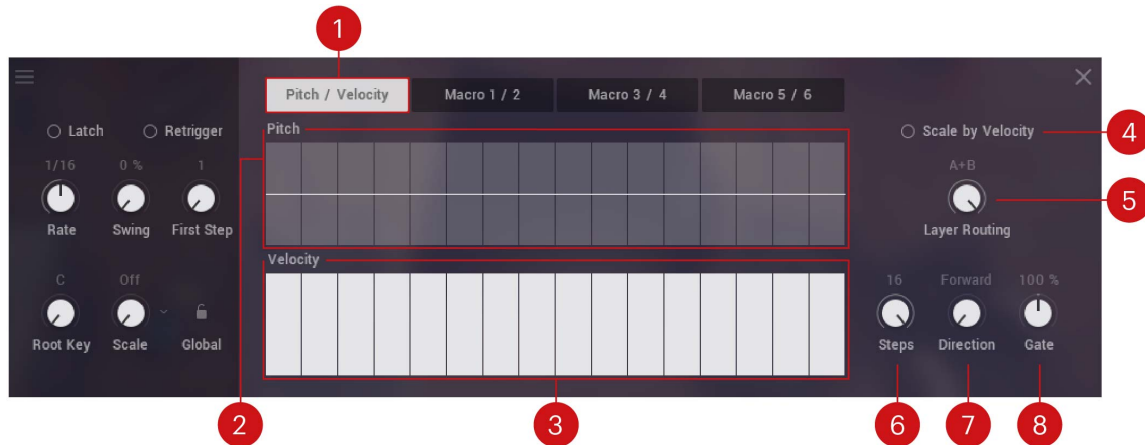 1
Pitch / Velocity Macro 1 / 2 Macro 3 / 4 Macro 5 / 6
Latch Retrigger Pitch Scale by Velocity 4
1/16 0 % 1 A+B
2 5
Rate Swing First Step Layer Routing
Velocity
C Off 16 Forward 100 %
Root Key Scale Global Steps Direction Gate
2 3 6 7 8